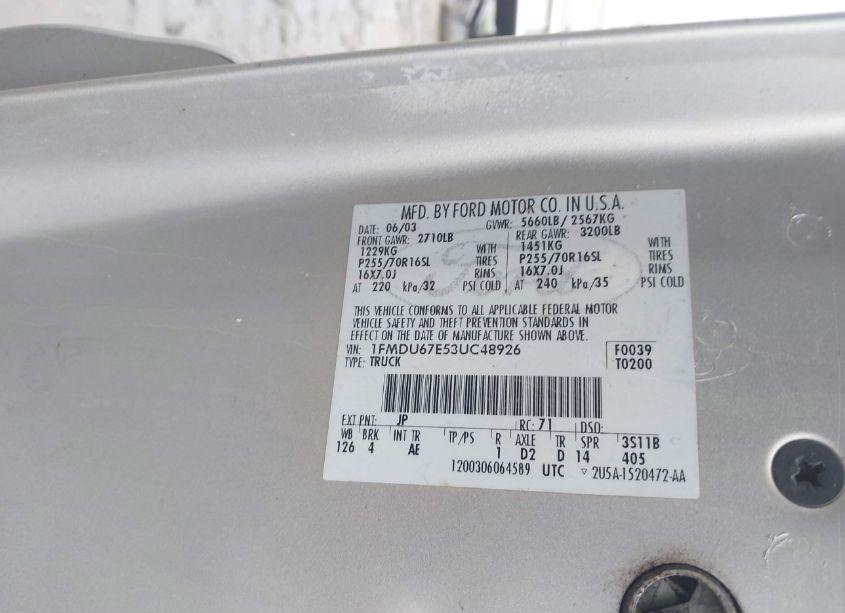 MFD. BY FORD MOTOR CO. IN U.S.A.
DATE: 06/03 GVWR: 5660LB/ 2567KG
FRONT GAWR: 2710LB REAR GAWR: 3200LB
1229KG WITH 1451KG WITH
P255/70R16SL TIRES P255/70R16SL TIRES
16X7.0J RIMS 16X7.0J RIMS
AT 220 kPa/32 PSI COLD AT 240 kPa/35 PSI COLD
THIS VEHICLE CONFORMS TO ALL APPLICABLE FEDERAL MOTOR
VEHICLE SAFETY AND THEFT PREVENTION STANDARDS IN
EFFECT ON THE DATE OF MANUFACTURE SHOWN ABOVE.
VIN: 1FMDU67E53UC48926 F0039
TYPE: TRUCK T0200
EXT PNT: JP RC: 71 DSO:
WB BRK INT TR TP/PS R AXLE TR SPR 3S11B
126 4 AE 1 D2 D 14 405
1200306064589 UTC ▽ 2U5A-1520472-AA